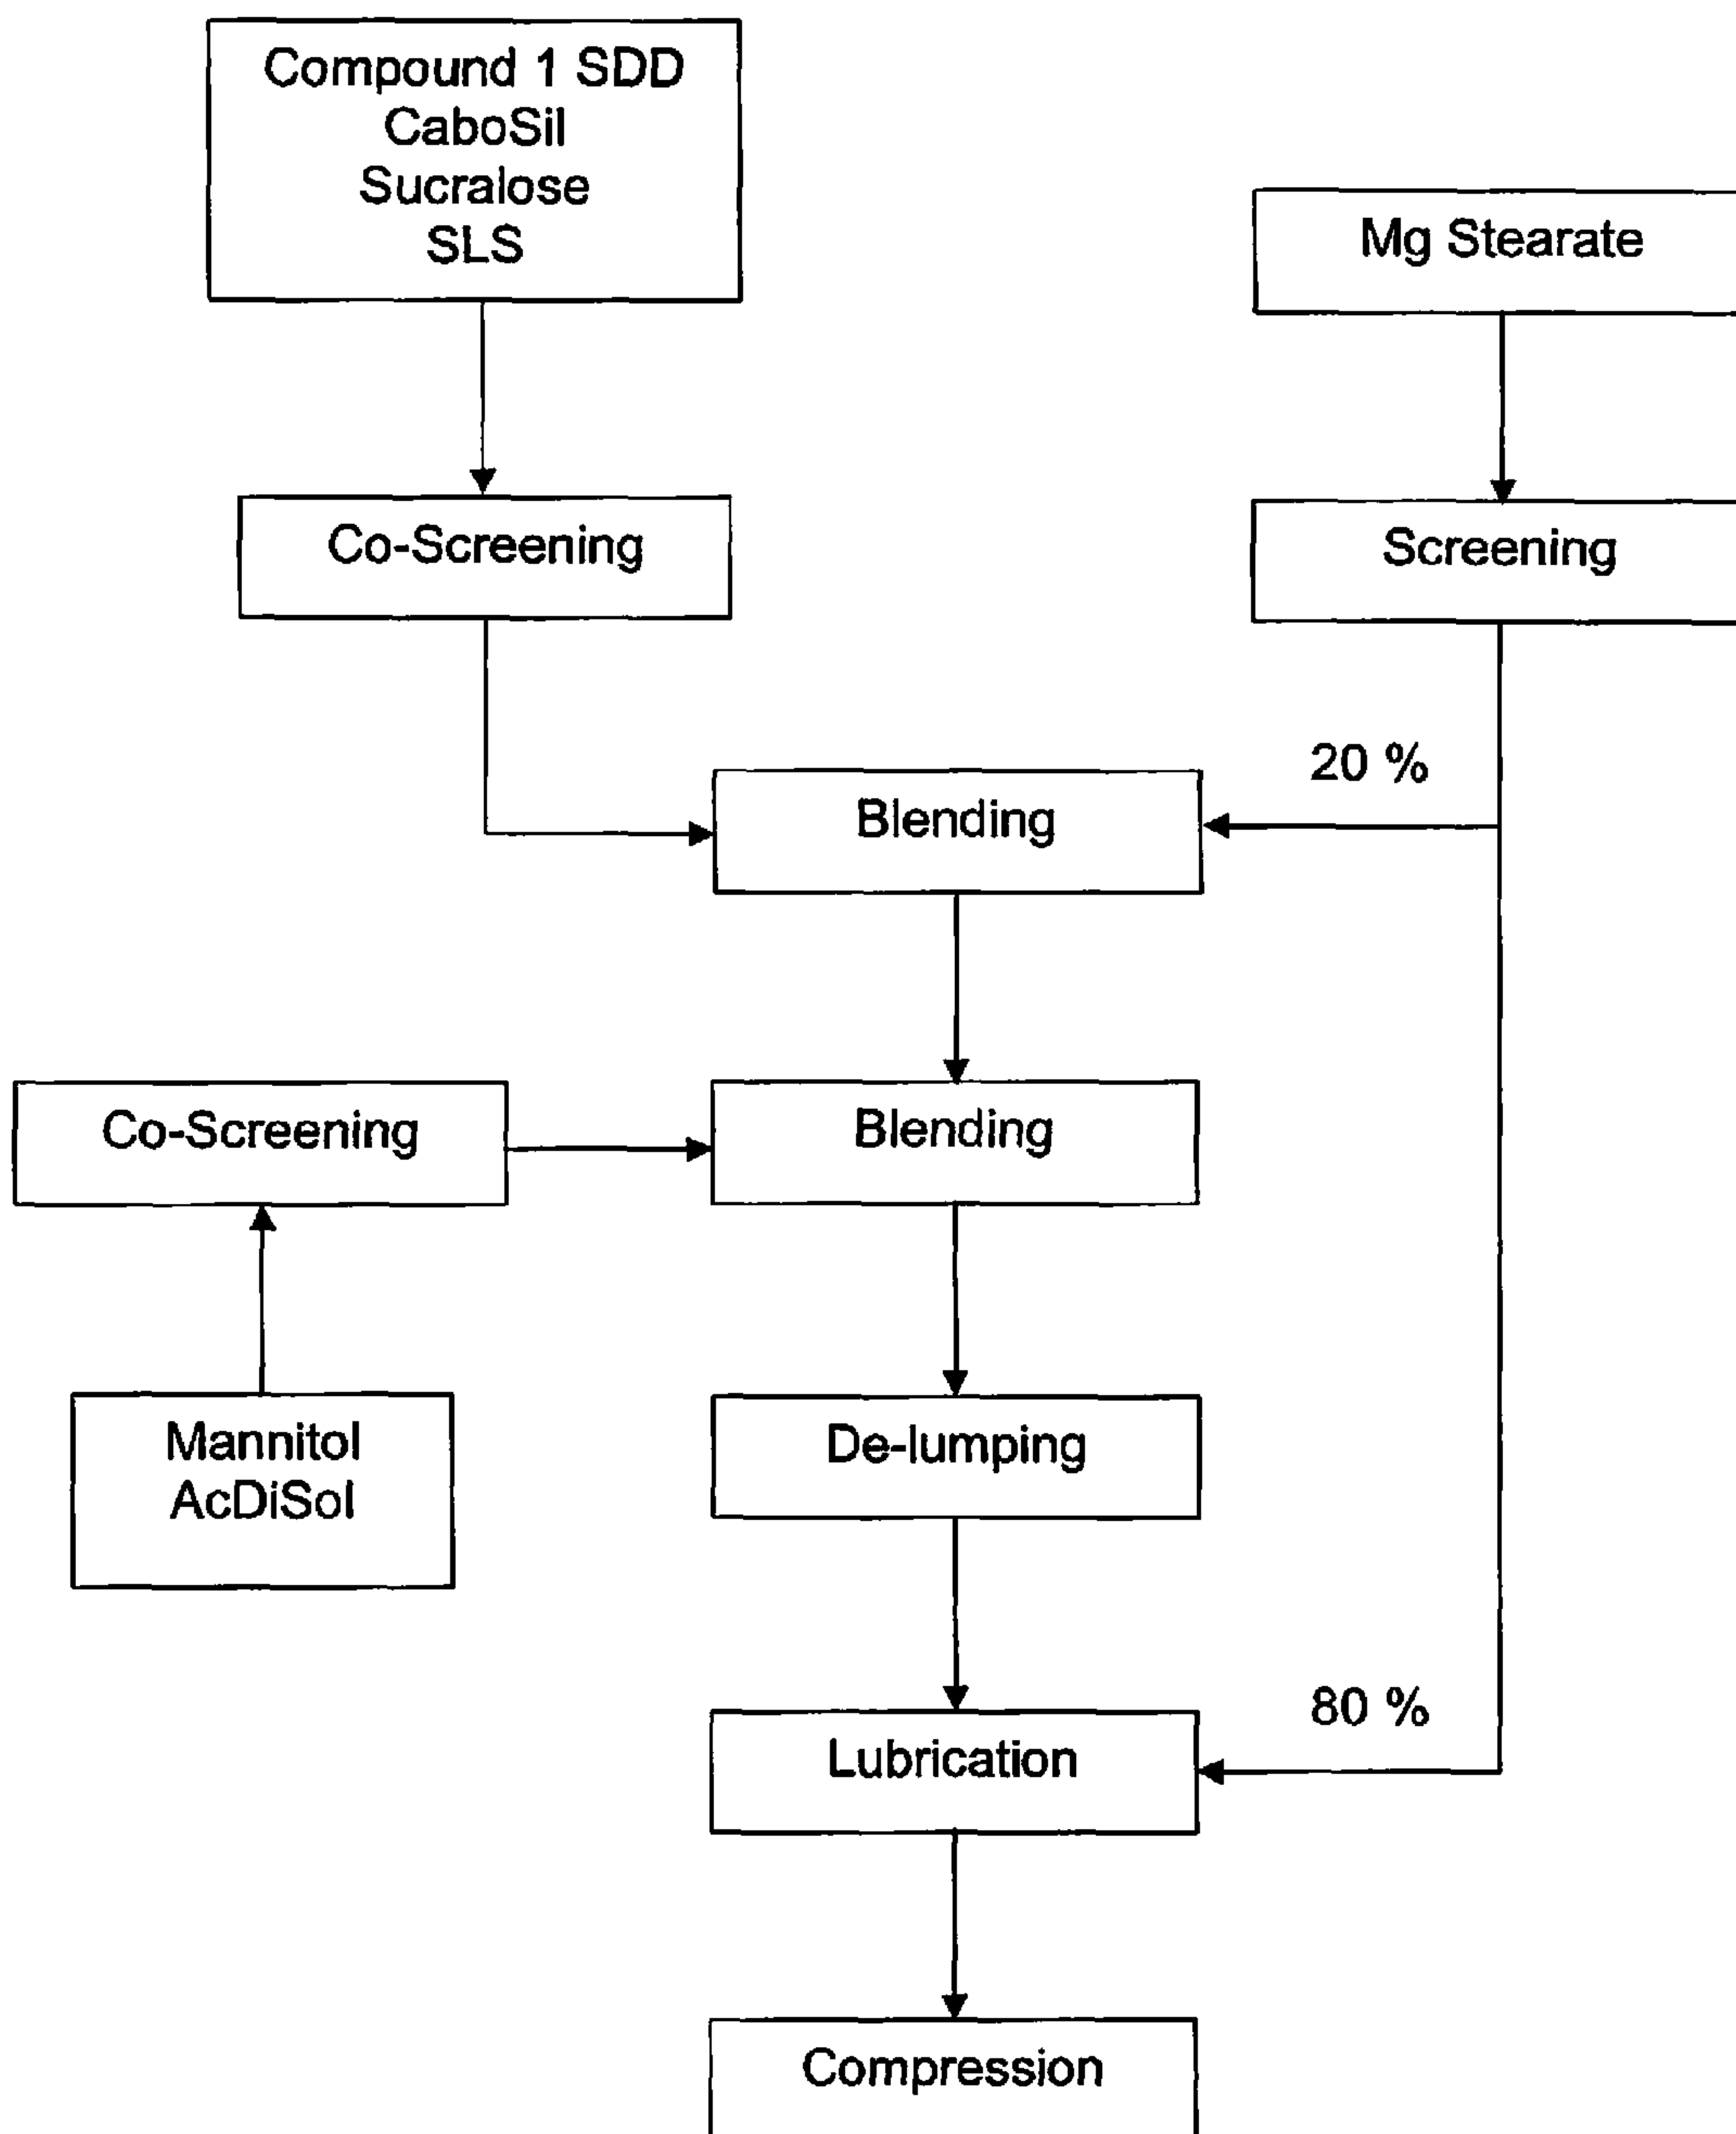 Compound 1 SDD
CaboSil
Sucralose
SLS
Mg Stearate
Co-Screening
Screening
20 %
Blending
Co-Screening
Blending
Mannitol
AcDiSol
De-lumping
80 %
Lubrication
Compression